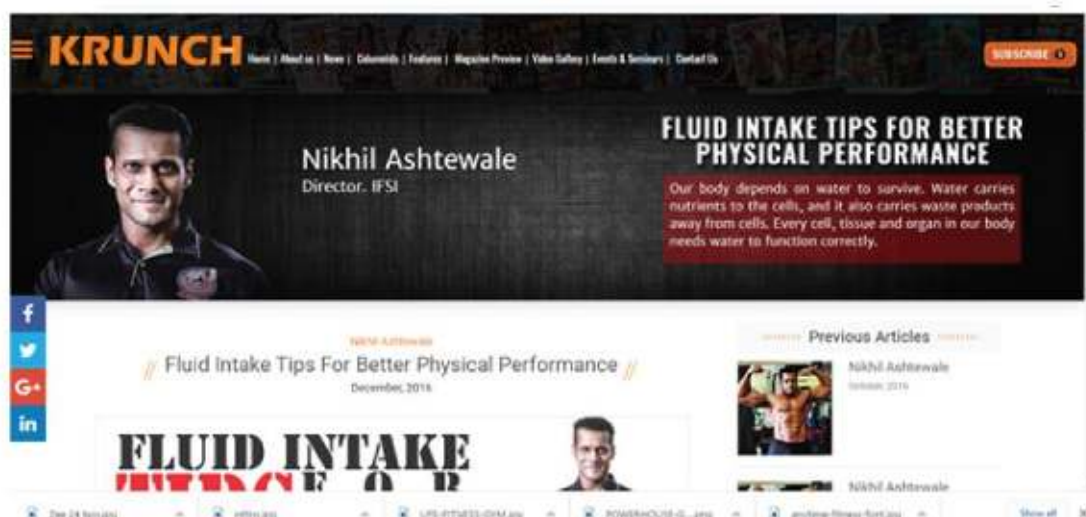 KRUNCH
Home | About us | News | Columnists | Features | Magazine Preview | Video Gallery | Events & Seminars | Contact Us
SUBSCRIBE
Nikhil Ashtewale
Director. IFSI
FLUID INTAKE TIPS FOR BETTER
PHYSICAL PERFORMANCE
Our body depends on water to survive. Water carries
nutrients to the cells, and it also carries waste products
away from cells. Every cell, tissue and organ in our body
needs water to function correctly.
f
G+
in
Nikhil Ashtewale
// Fluid Intake Tips For Better Physical Performance //
December, 2016
FLUID INTAKE
TIPS FOR
Previous Articles
Nikhil Ashtewale
2016
Nikhil Ashtewale
Show all